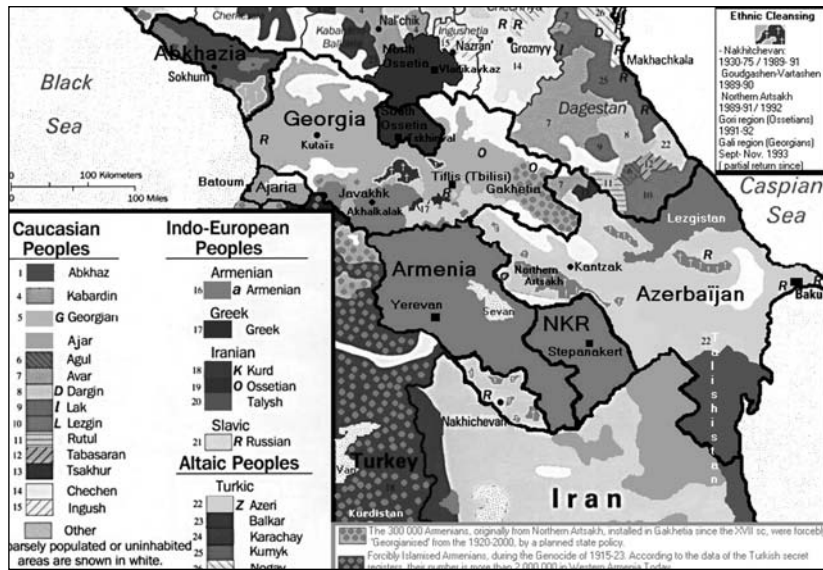 Ethnic Cleansing
- Nakhitchevan:
1930-75 / 1989- 91
Goudgashen-Vartashen
1989-90
Northern Artsakh
1989-91/ 1992
Gori region (Ossetians)
1991-92
Gali region (Georgians)
Sept- Nov. 1993
( partial return since)
Nal'chik
Ingushetia
Nazran'
Groznyy
North
Ossetia
Vladikavkaz
Makhachkala
Abkhazia
Sokhum
Black
Sea
Dagestan
Georgia
Kutaïs
South
Ossetia
Tskhinval
Tiflis (Tbilisi)
Gakhetia
Batoum
Ajaria
Javakhk
Akhalkalak
100 Kilometers
100 Miles
Caspian
Sea
Lezgistan
Armenia
Yerevan
Sevan
Northern
Artsakh
Kantzak
Azerbaïjan
Baku
NKR
Stepanakert
Nakhichevan
Talishistan
Van
Turkey
Kurdistan
Iran
Caucasian
Peoples
1 Abkhaz
4 Kabardin
5 G Georgian
Ajar
6 Agul
7 Avar
8 D Dargin
9 I Lak
10 L Lezgin
11 Rutul
12 Tabasaran
13 Tsakhur
14 Chechen
15 Ingush
Other
parsely populated or uninhabited
areas are shown in white.
Indo-European
Peoples
Armenian
16 a Armenian
Greek
17 Greek
Iranian
18 K Kurd
19 O Ossetian
20 Talysh
Slavic
21 R Russian
Altaic Peoples
Turkic
22 Z Azeri
23 Balkar
24 Karachay
25 Kumyk
26 Nogay
The 300 000 Armenians, originally from Northern Artsakh, installed in Gakhetia since the XVII sc, were forcebly
'Georgianised' from the 1920-2000, by a planned state policy.
Forcibly Islamised Armenians, during the Genocide of 1915-23. According to the data of the Turkish secret
registers, their number is more than 2,000,000 in Western Armenia Today.